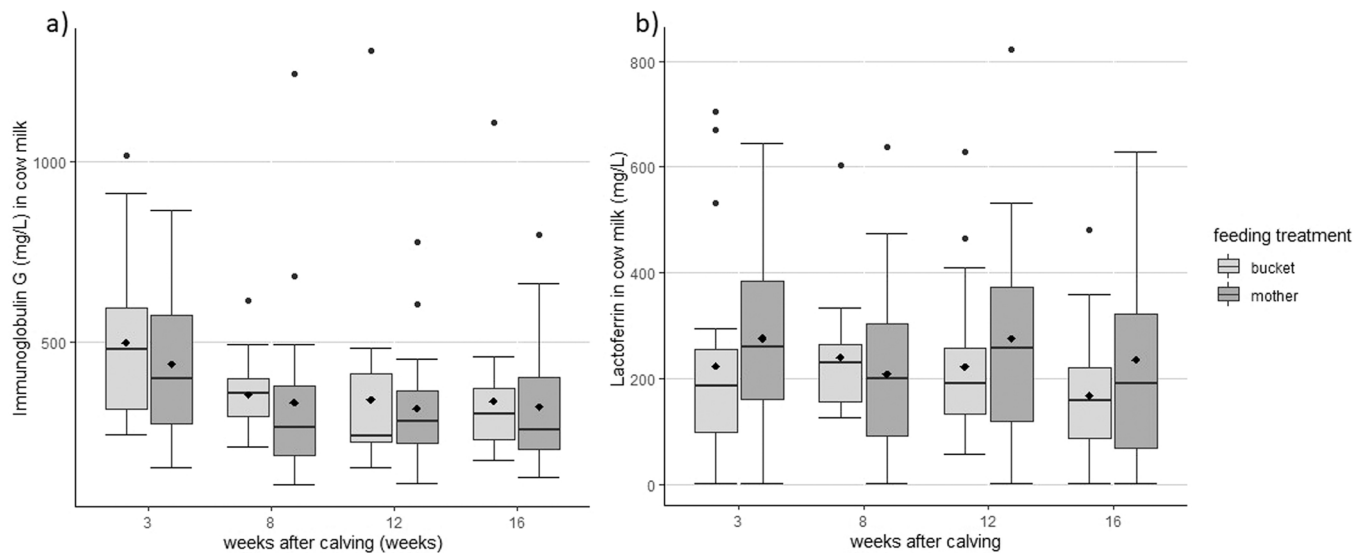 a)
Immunoglobulin G (mg/L) in cow milk
1000
500
3
8
12
16
weeks after calving (weeks)
b)
Lactoferrin in cow milk (mg/L)
800
600
400
200
0
3
8
12
16
weeks after calving
feeding treatment
bucket
mother